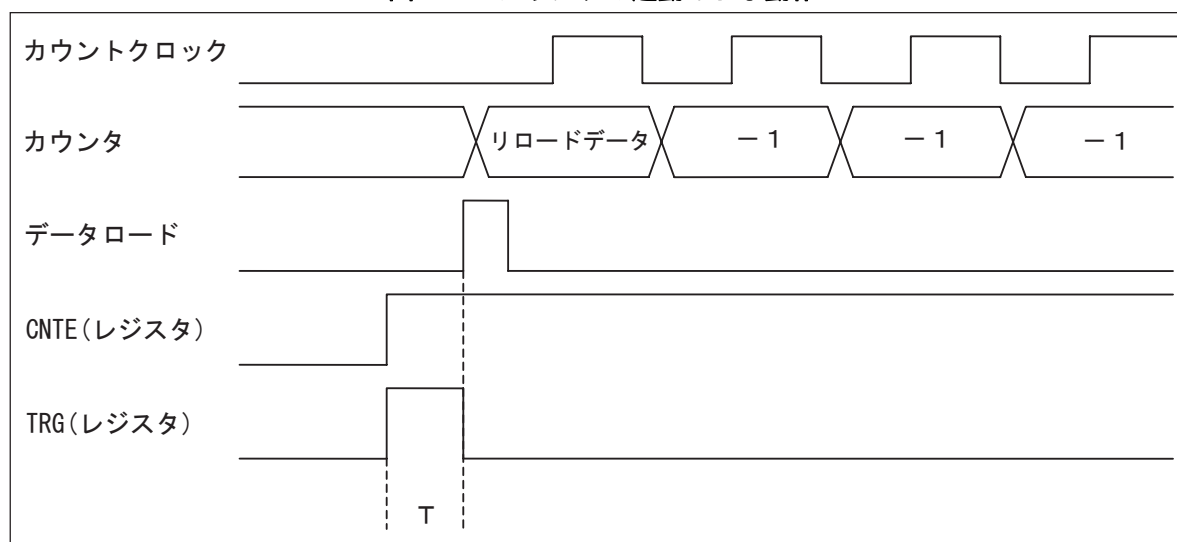 カウントクロック
カウンタ
リロードデータ
－1
－1
－1
データロード
CNTE(レジスタ)
TRG(レジスタ)
T